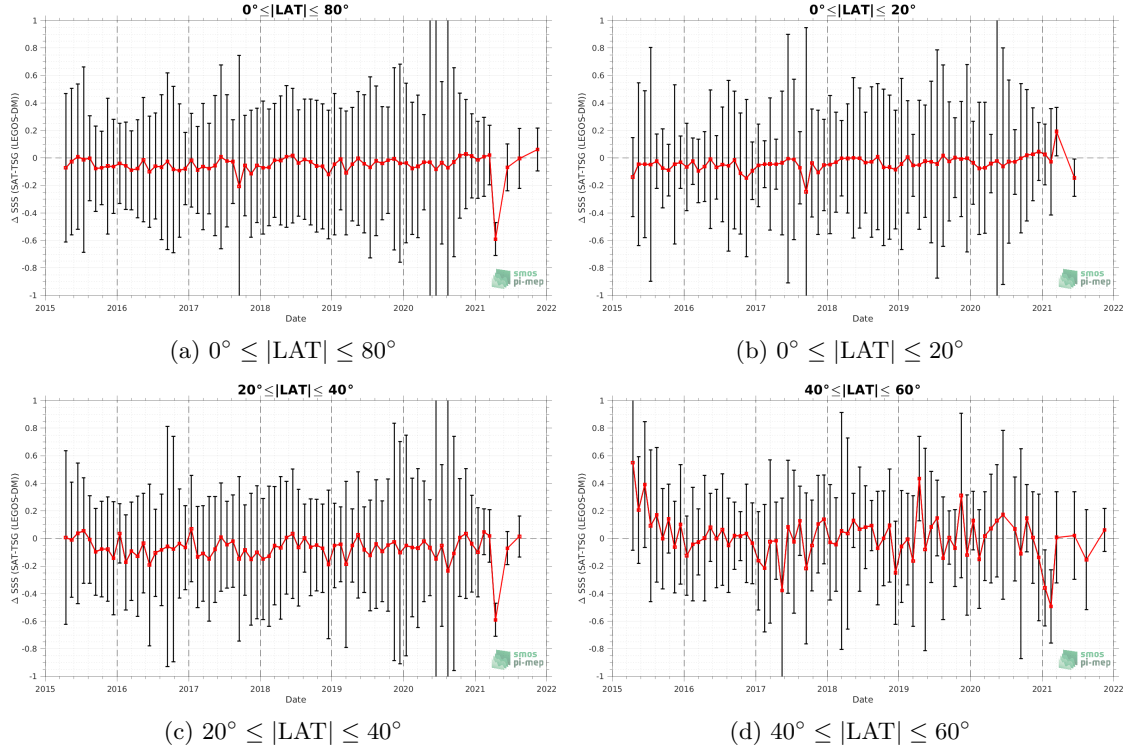 0°≤|LAT|≤ 80°
Δ SSS (SAT-TSG (LEGOS-DM))
1
0.8
0.6
0.4
0.2
0
-0.2
-0.4
-0.6
-0.8
-1
2015 2016 2017 2018 2019 2020 2021 2022
Date
smos
pi-mep
(a) 0° ≤ |LAT| ≤ 80°
0°≤|LAT|≤ 20°
Δ SSS (SAT-TSG (LEGOS-DM))
1
0.8
0.6
0.4
0.2
0
-0.2
-0.4
-0.6
-0.8
-1
2015 2016 2017 2018 2019 2020 2021 2022
Date
smos
pi-mep
(b) 0° ≤ |LAT| ≤ 20°
20°≤|LAT|≤ 40°
Δ SSS (SAT-TSG (LEGOS-DM))
1
0.8
0.6
0.4
0.2
0
-0.2
-0.4
-0.6
-0.8
-1
2015 2016 2017 2018 2019 2020 2021 2022
Date
smos
pi-mep
(c) 20° ≤ |LAT| ≤ 40°
40°≤|LAT|≤ 60°
Δ SSS (SAT-TSG (LEGOS-DM))
1
0.8
0.6
0.4
0.2
0
-0.2
-0.4
-0.6
-0.8
-1
2015 2016 2017 2018 2019 2020 2021 2022
Date
smos
pi-mep
(d) 40° ≤ |LAT| ≤ 60°